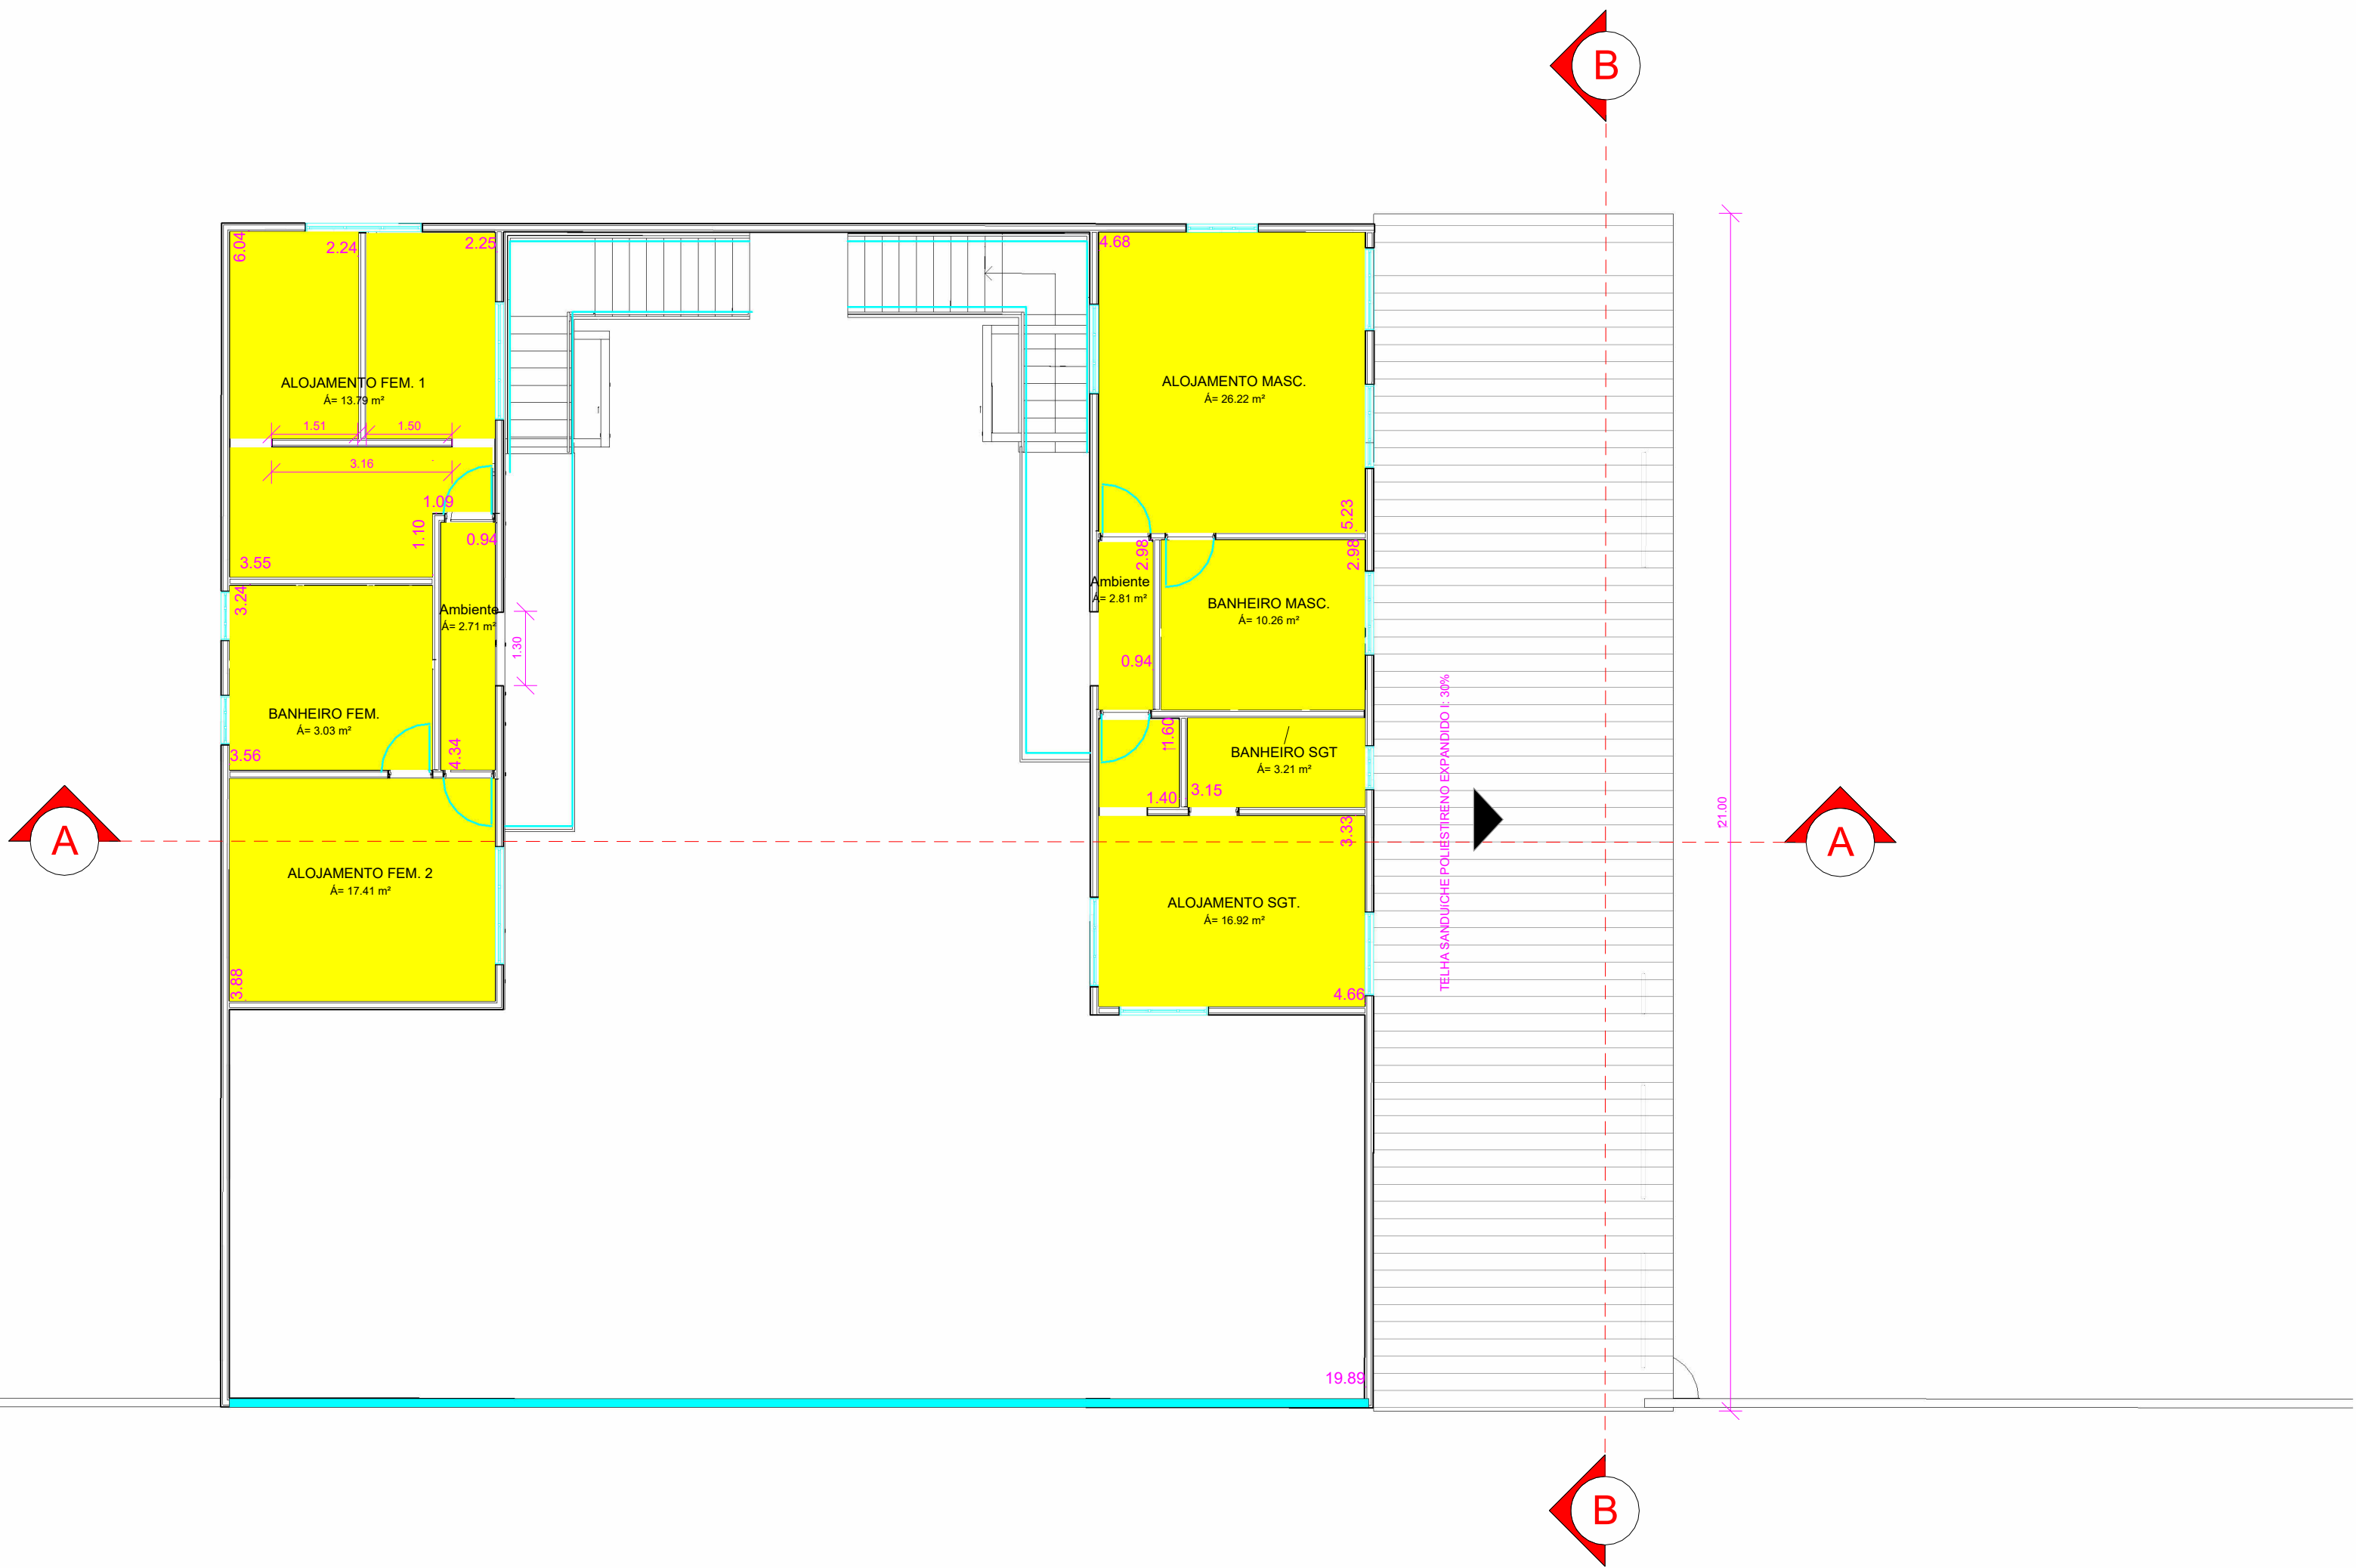 B
6.04
2.24
2.25
4.68
ALOJAMENTO FEM. 1
Á= 13.79 m²
ALOJAMENTO MASC.
Á= 26.22 m²
1.51
1.50
3.16
1.09
1.10
0.94
3.55
5.23
2.98
2.98
3.24
Ambiente
Á= 2.71 m²
1.30
Ambiente
Á= 2.81 m²
BANHEIRO MASC.
Á= 10.26 m²
0.94
BANHEIRO FEM.
Á= 3.03 m²
3.56
4.34
1.60
BANHEIRO SGT
Á= 3.21 m²
1.40
3.15
TELHA SANDUÍCHE POLIESTIRENO EXPANDIDO I: 30%
21.00
A
A
3.33
ALOJAMENTO FEM. 2
Á= 17.41 m²
ALOJAMENTO SGT.
Á= 16.92 m²
3.88
4.66
19.89
B